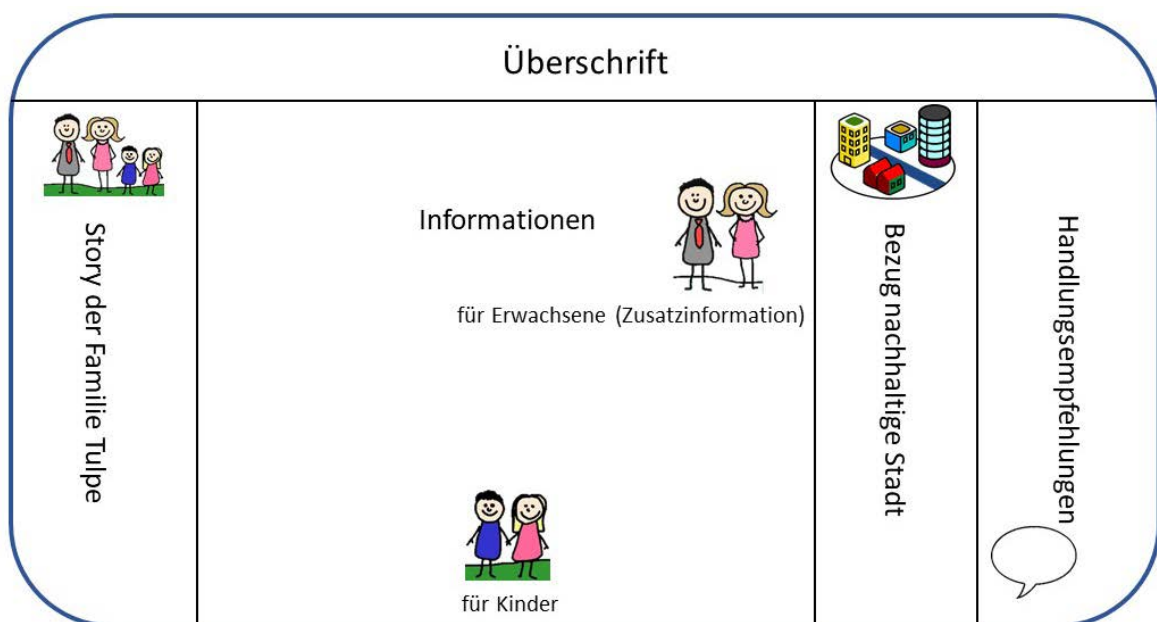 Überschrift
Story der Familie Tulpe
Informationen
für Erwachsene (Zusatzinformation)
für Kinder
Bezug nachhaltige Stadt
Handlungsempfehlungen